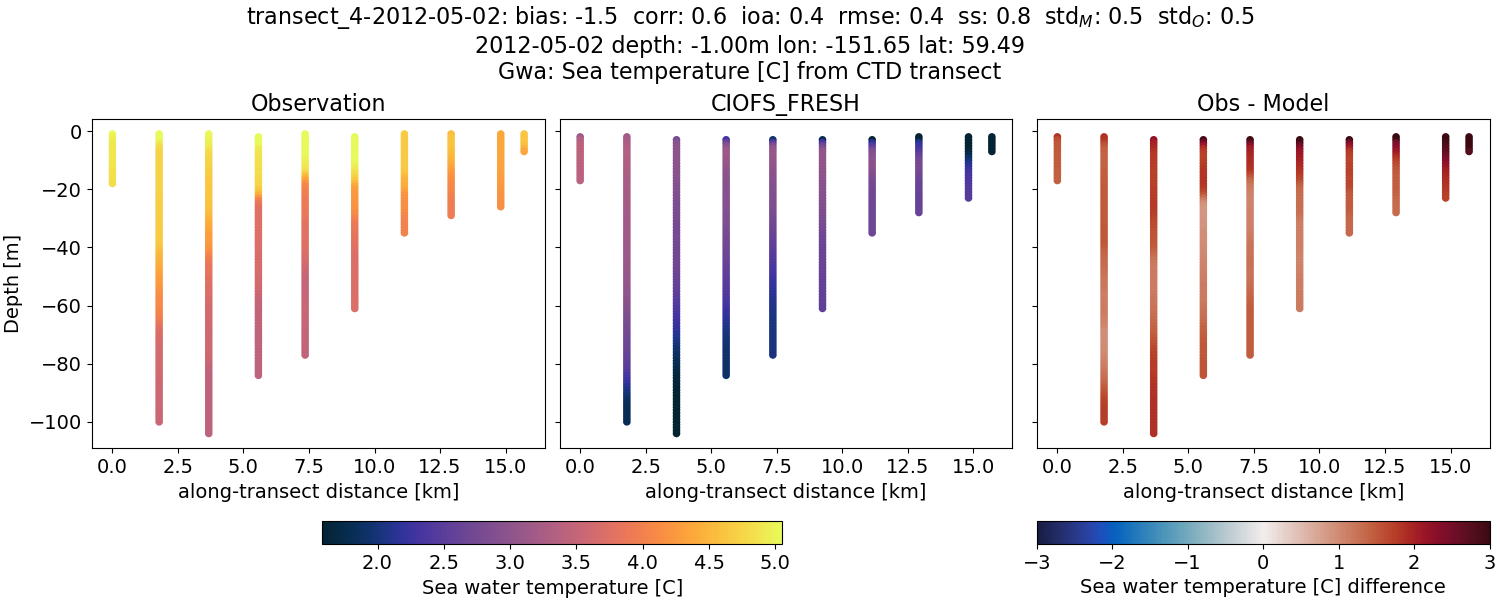 transect_4-2012-05-02: bias: -1.5 corr: 0.6 ioa: 0.4 rmse: 0.4 ss: 0.8 std_M: 0.5 std_O: 0.5
2012-05-02 depth: -1.00m lon: -151.65 lat: 59.49
Gwa: Sea temperature [C] from CTD transect
Observation CIOFS_FRESH Obs - Model
Depth [m]
0
−20
−40
−60
−80
−100
0.0 2.5 5.0 7.5 10.0 12.5 15.0 0.0 2.5 5.0 7.5 10.0 12.5 15.0 0.0 2.5 5.0 7.5 10.0 12.5 15.0
along-transect distance [km] along-transect distance [km] along-transect distance [km]
2.0 2.5 3.0 3.5 4.0 4.5 5.0 −3 −2 −1 0 1 2 3
Sea water temperature [C] Sea water temperature [C] difference